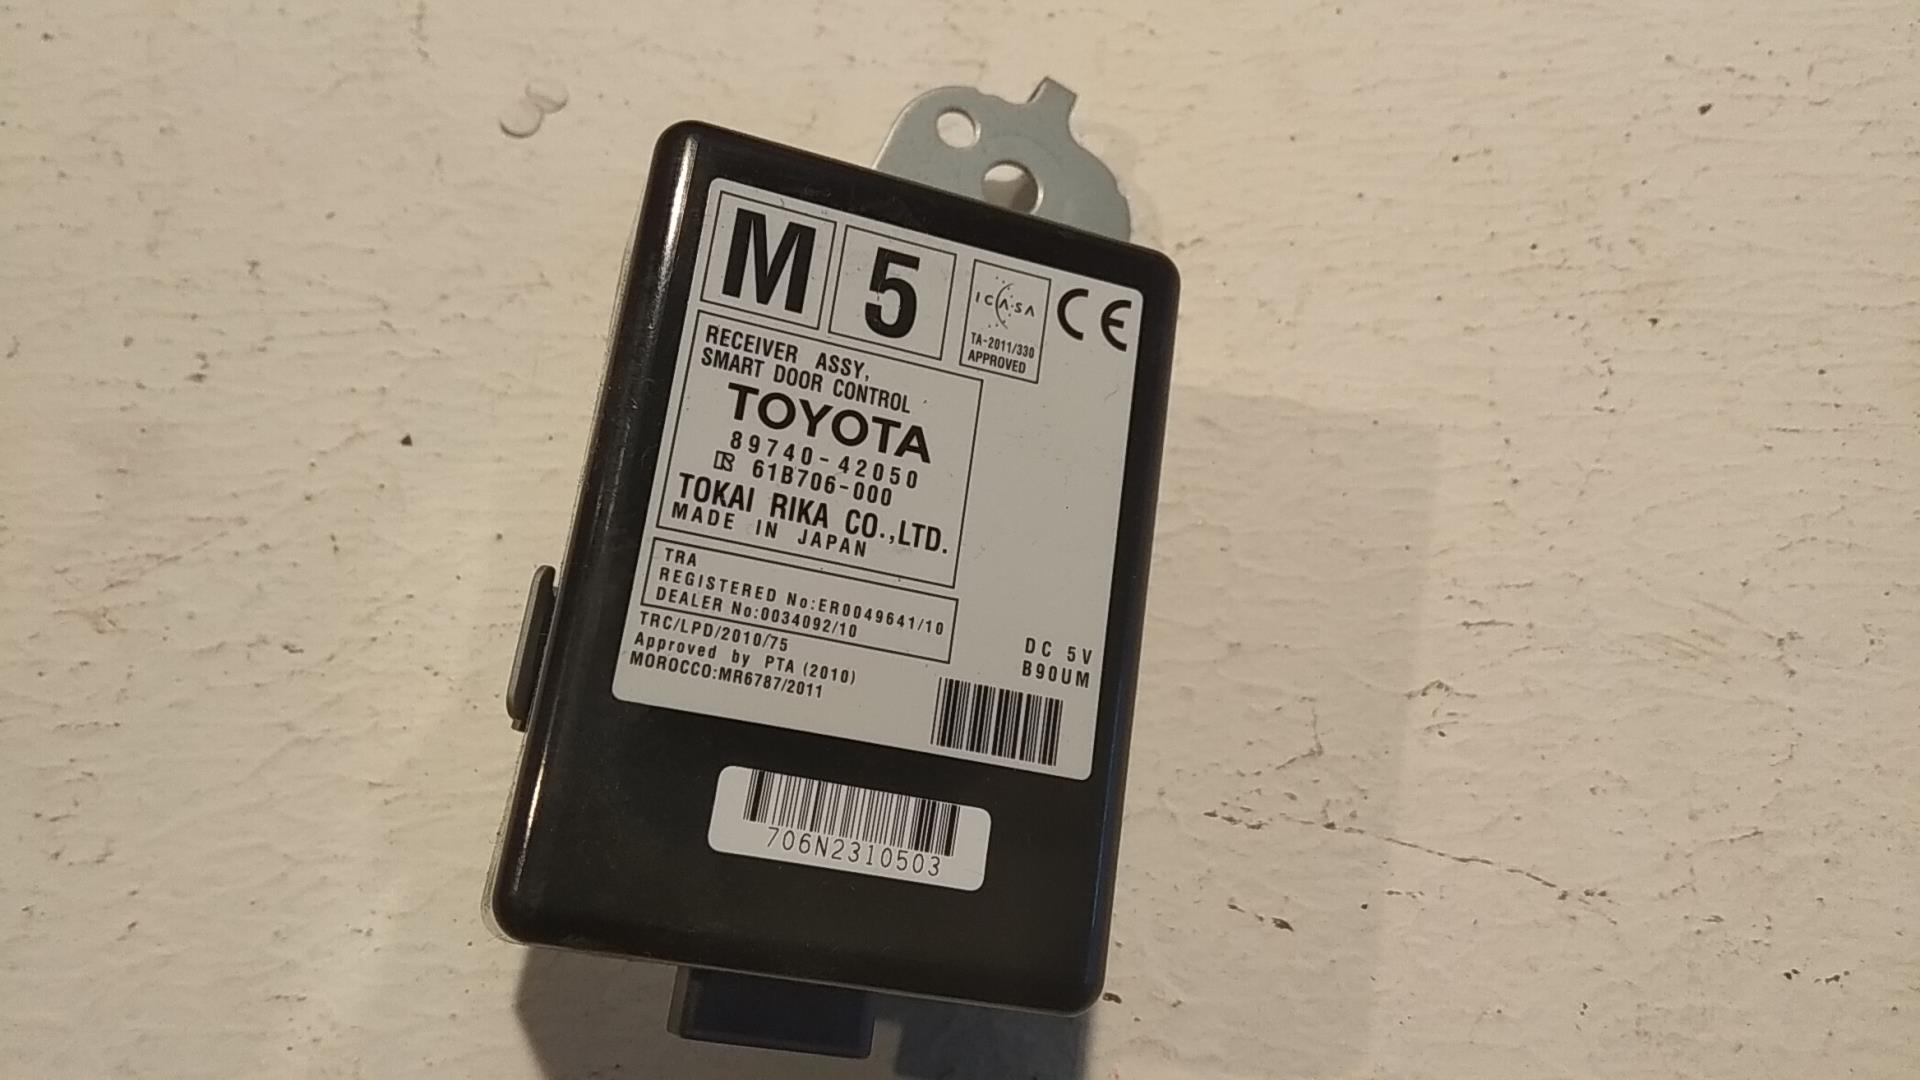 M 5
ICASA
TA-2011/330
APPROVED
CE
RECEIVER ASSY,
SMART DOOR CONTROL
TOYOTA
89740-42050
61B706-000
TOKAI RIKA CO.,LTD.
MADE IN JAPAN
TRA
REGISTERED No:ER0049641/10
DEALER No:0034092/10
TRC/LPD/2010/75
Approved by PTA (2010)
MOROCCO:MR6787/2011
DC 5V
B90UM
706N2310503